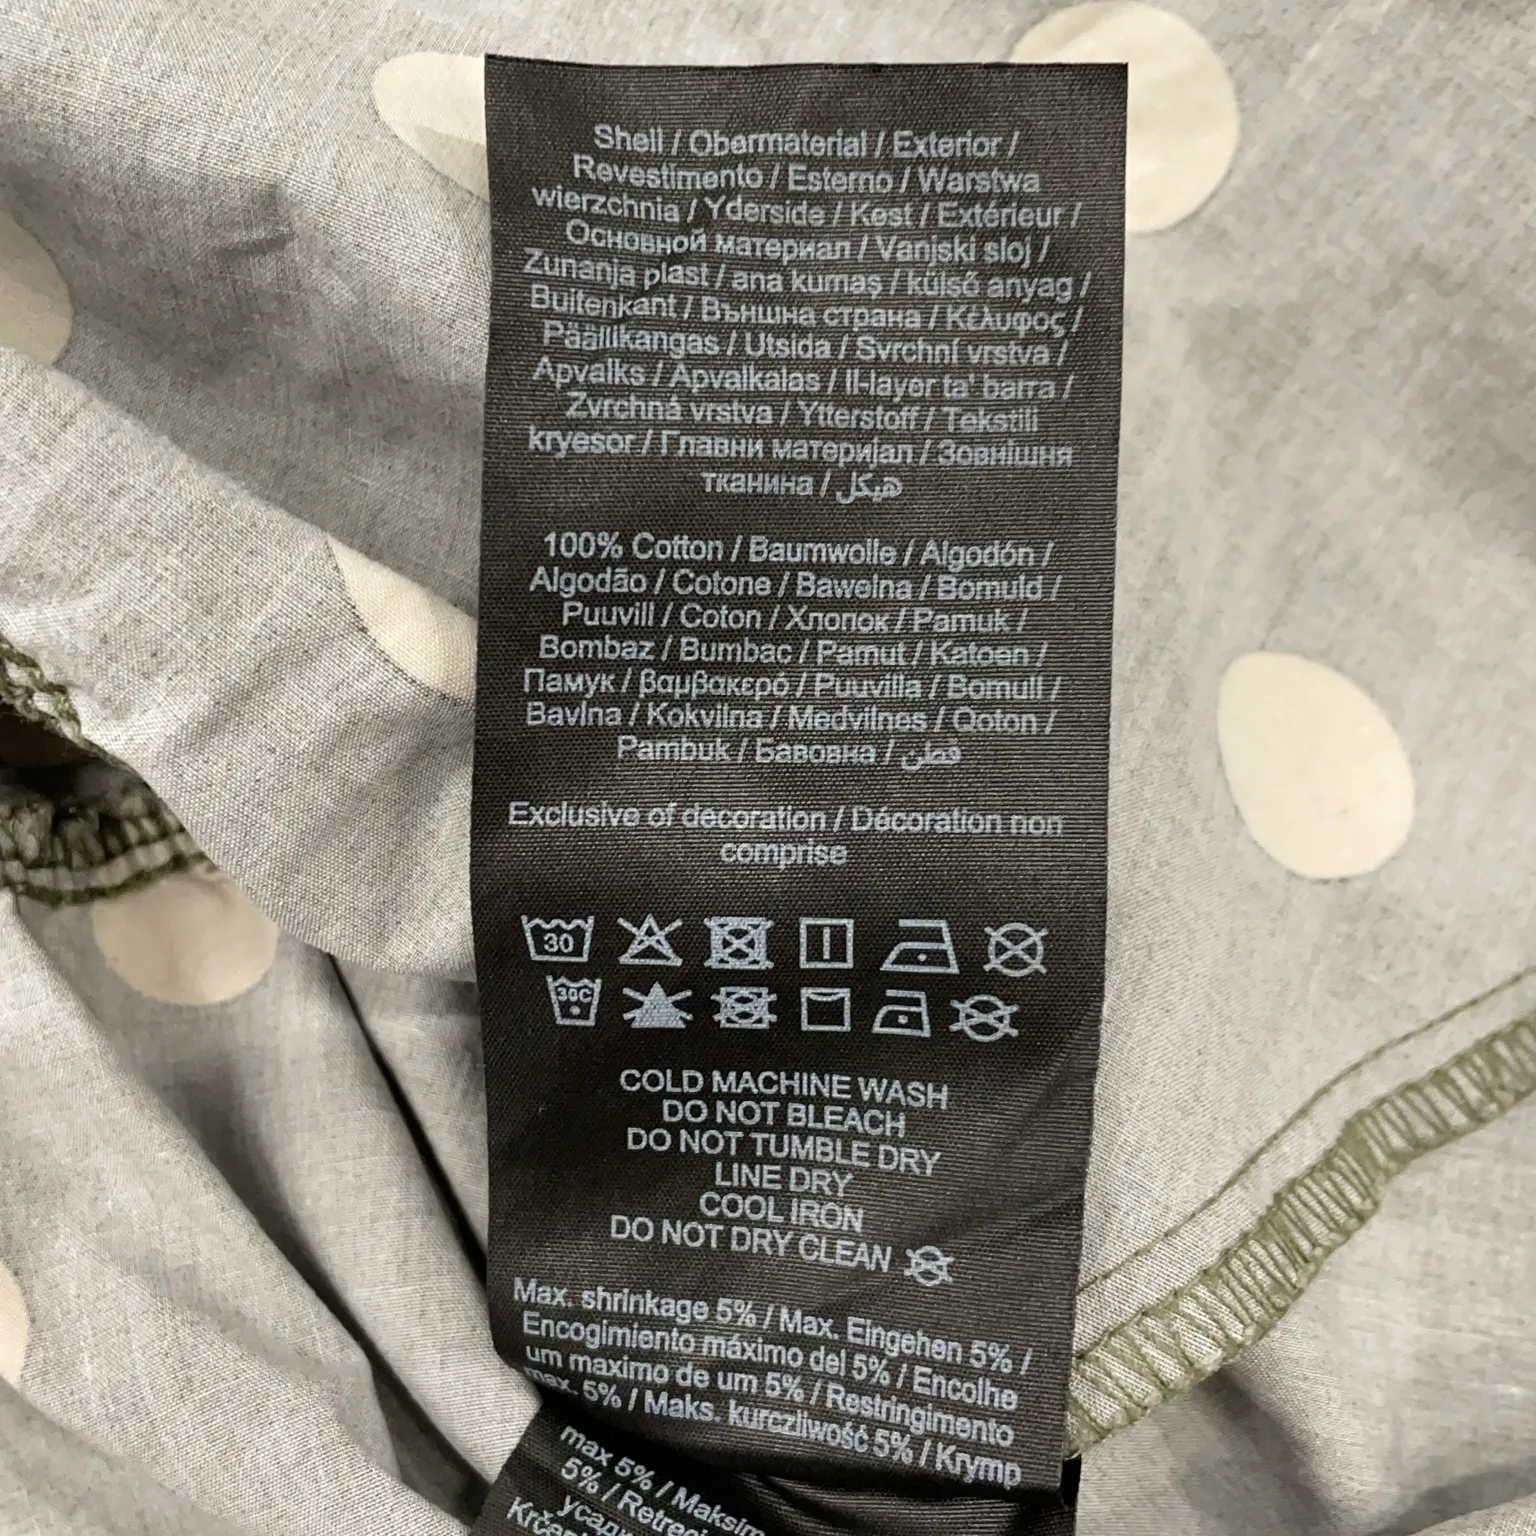 Shell / Obermaterial / Exterior /
Revestimento / Esterno / Warstwa
wierzchnia / Yderside / Kest / Extérieur /
Основной материал / Vanjski sloj /
Zunanja plast / ana kumaş / külső anyag /
Buitenkant / Външна страна / Κέλυφος /
Päällikangas / Utsida / Svrchní vrstva /
Apvalks / Apvalkalas / Il-layer ta' barra /
Zvrchná vrstva / Ytterstoff / Tekstili
kryesor / Главни материјал / Зовнішня
тканина / هيكل
100% Cotton / Baumwolle / Algodón /
Algodão / Cotone / Bawełna / Bomuld /
Puuvill / Coton / Хлопок / Pamuk /
Bombaz / Bumbac / Pamut / Katoen /
Памук / βαμβακερό / Puuvilla / Bomull /
Bavlna / Kokvilna / Medvilnes / Qoton /
Pambuk / Бавовна / قطن
Exclusive of decoration / Décoration non
comprise
30
30C
COLD MACHINE WASH
DO NOT BLEACH
DO NOT TUMBLE DRY
LINE DRY
COOL IRON
DO NOT DRY CLEAN
Max. shrinkage 5% / Max. Eingehen 5% /
Encogimiento máximo del 5% / Encolhe
um maximo de um 5% / Restringimento
max. 5% / Maks. kurczliwość 5% / Krymp
max 5% / Maksim
5% / Retreci
усадк